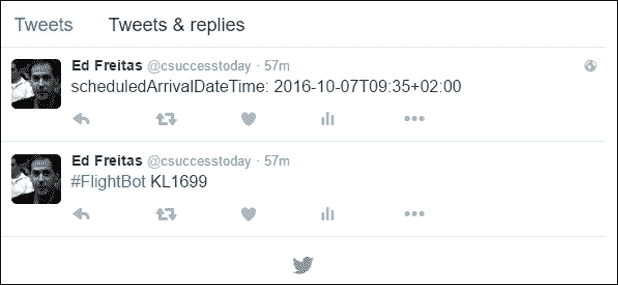 Tweets Tweets & replies
Ed Freitas @csuccesstoday · 57m
scheduledArrivalDateTime: 2016-10-07T09:35+02:00
Ed Freitas @csuccesstoday · 57m
#FlightBot KL1699